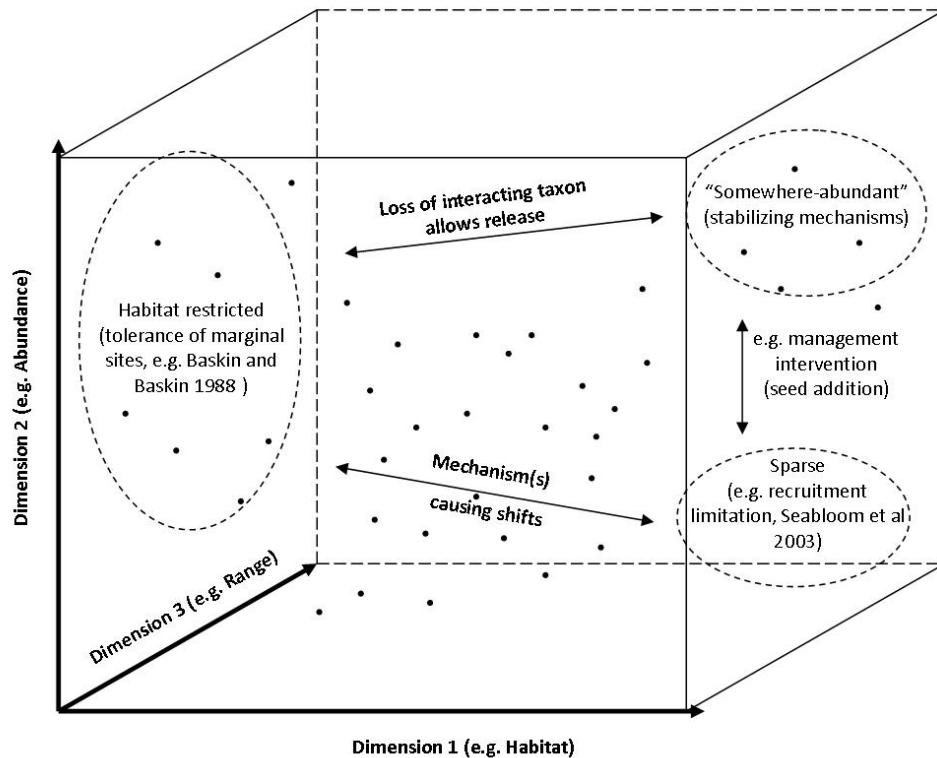 Dimension 2 (e.g. Abundance)
Habitat restricted
(tolerance of marginal
sites, e.g. Baskin and
Baskin 1988 )
Loss of interacting taxon
allows release
"Somewhere-abundant"
(stabilizing mechanisms)
e.g. management
intervention
(seed addition)
Mechanism(s)
causing shifts
Sparse
(e.g. recruitment
limitation, Seabloom et al
2003)
Dimension 3 (e.g. Range)
Dimension 1 (e.g. Habitat)